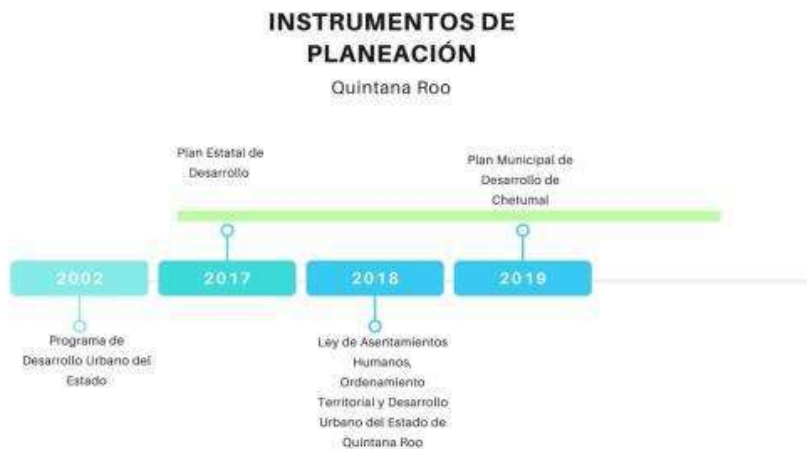 INSTRUMENTOS DE
PLANEACIÓN
Quintana Roo
Plan Estatal de
Desarrollo
Plan Municipal de
Desarrollo de
Chetumal
2002
2017
2018
2019
Programa de
Desarrollo Urbano del
Estado
Ley de Asentamientos
Humanos,
Ordenamiento
Territorial y Desarrollo
Urbano del Estado de
Quintana Roo